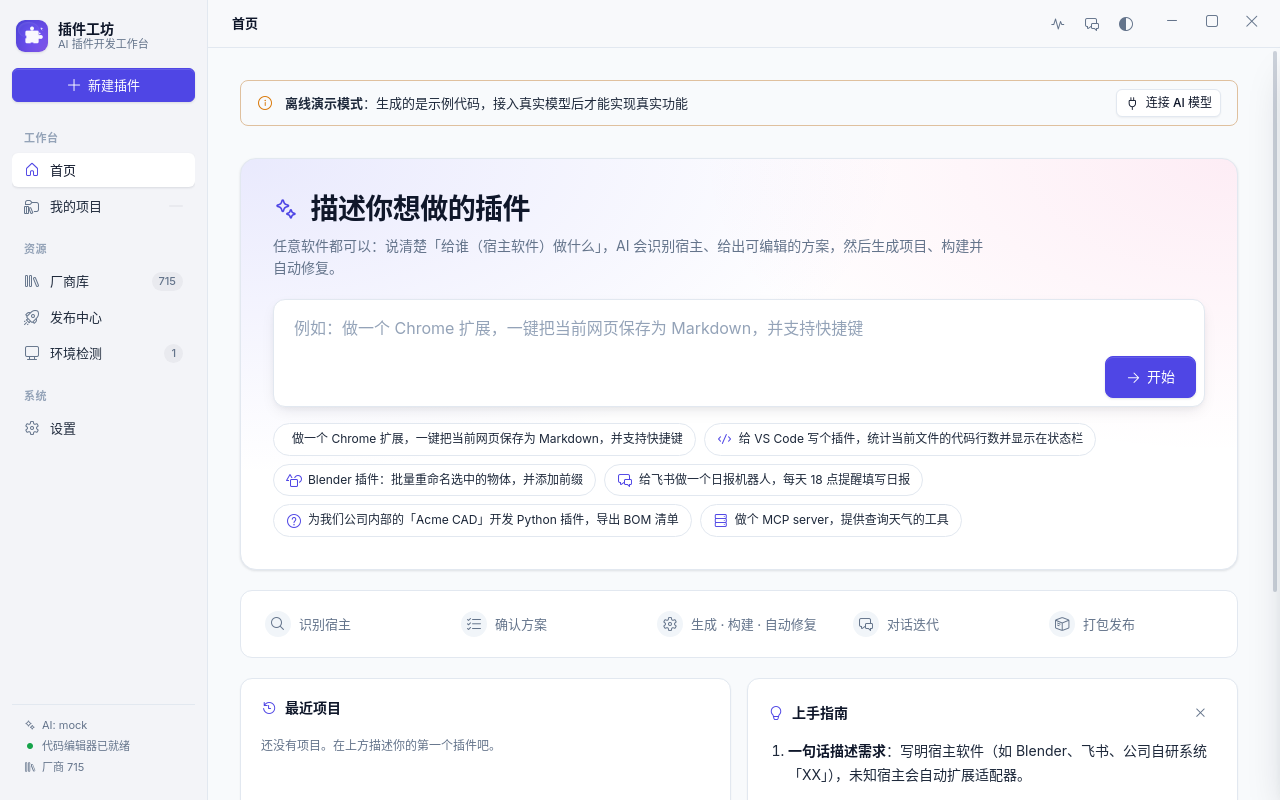 插件工坊
AI 插件开发工作台
新建插件
工作台
首页
我的项目
资源
厂商库 715
发布中心
环境检测 1
系统
设置
AI: mock
代码编辑器已就绪
厂商 715
首页
离线演示模式：生成的是示例代码，接入真实模型后才能实现真实功能
连接 AI 模型
描述你想做的插件
任意软件都可以：说清楚「给谁（宿主软件）做什么」，AI 会识别宿主、给出可编辑的方案，然后生成项目、构建并
自动修复。
例如：做一个 Chrome 扩展，一键把当前网页保存为 Markdown，并支持快捷键
开始
做一个 Chrome 扩展，一键把当前网页保存为 Markdown，并支持快捷键
给 VS Code 写个插件，统计当前文件的代码行数并显示在状态栏
Blender 插件：批量重命名选中的物体，并添加前缀
给飞书做一个日报机器人，每天 18 点提醒填写日报
为我们公司内部的「Acme CAD」开发 Python 插件，导出 BOM 清单
做个 MCP server，提供查询天气的工具
识别宿主
确认方案
生成 · 构建 · 自动修复
对话迭代
打包发布
最近项目
还没有项目。在上方描述你的第一个插件吧。
上手指南
1. 一句话描述需求：写明宿主软件（如 Blender、飞书、公司自研系统
「XX」），未知宿主会自动扩展适配器。